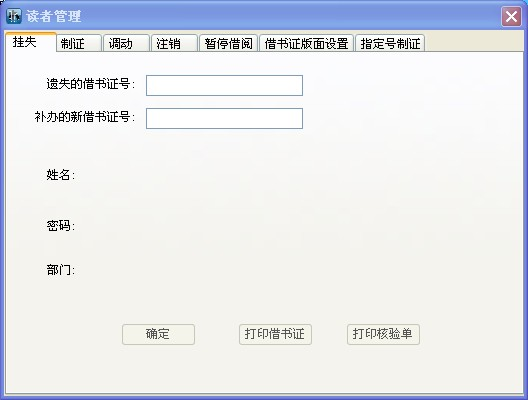 读者管理
挂失 制证 调动 注销 暂停借阅 借书证版面设置 指定号制证
遗失的借书证号:
补办的新借书证号:
姓名:
密码:
部门:
确定 打印借书证 打印核验单